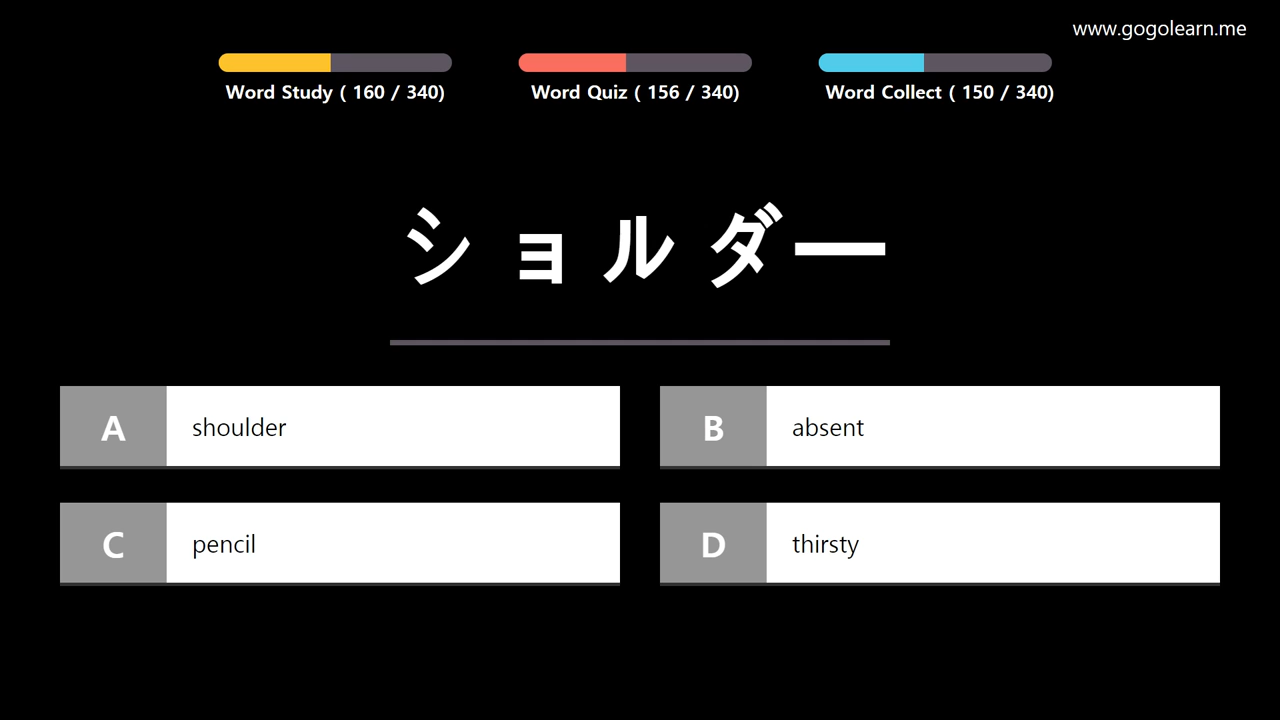 www.gogolearn.me
Word Study ( 160 / 340)
Word Quiz ( 156 / 340)
Word Collect ( 150 / 340)
ショルダー
A shoulder
B absent
C pencil
D thirsty